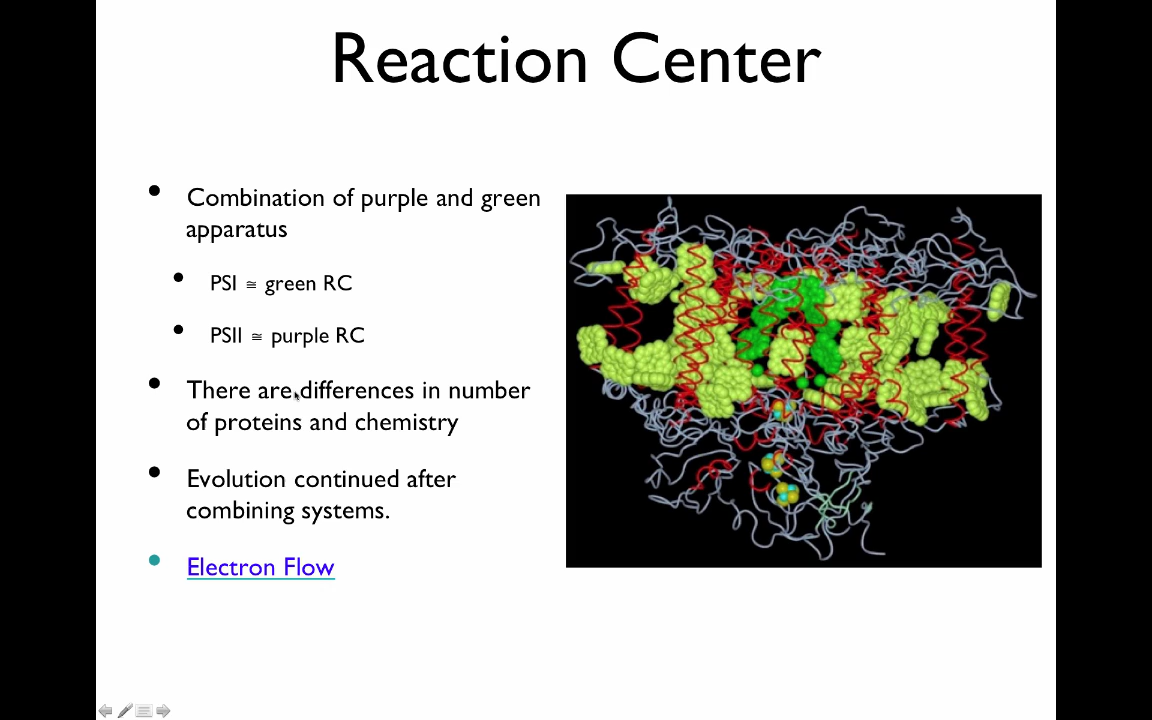 Reaction Center
Combination of purple and green
apparatus
PSI ≅ green RC
PSII ≅ purple RC
There are differences in number
of proteins and chemistry
Evolution continued after
combining systems.
Electron Flow